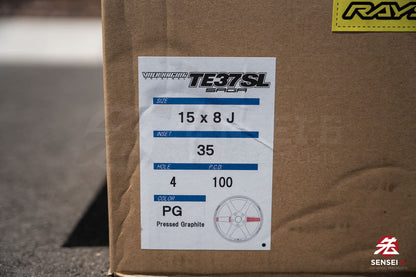 RAYS
VOLK RACING TE37SL
SAGA
SIZE
15 x 8 J
INSET
35
HOLE P.C.D
4 100
COLOR
PG
Pressed Graphite
SENSEI